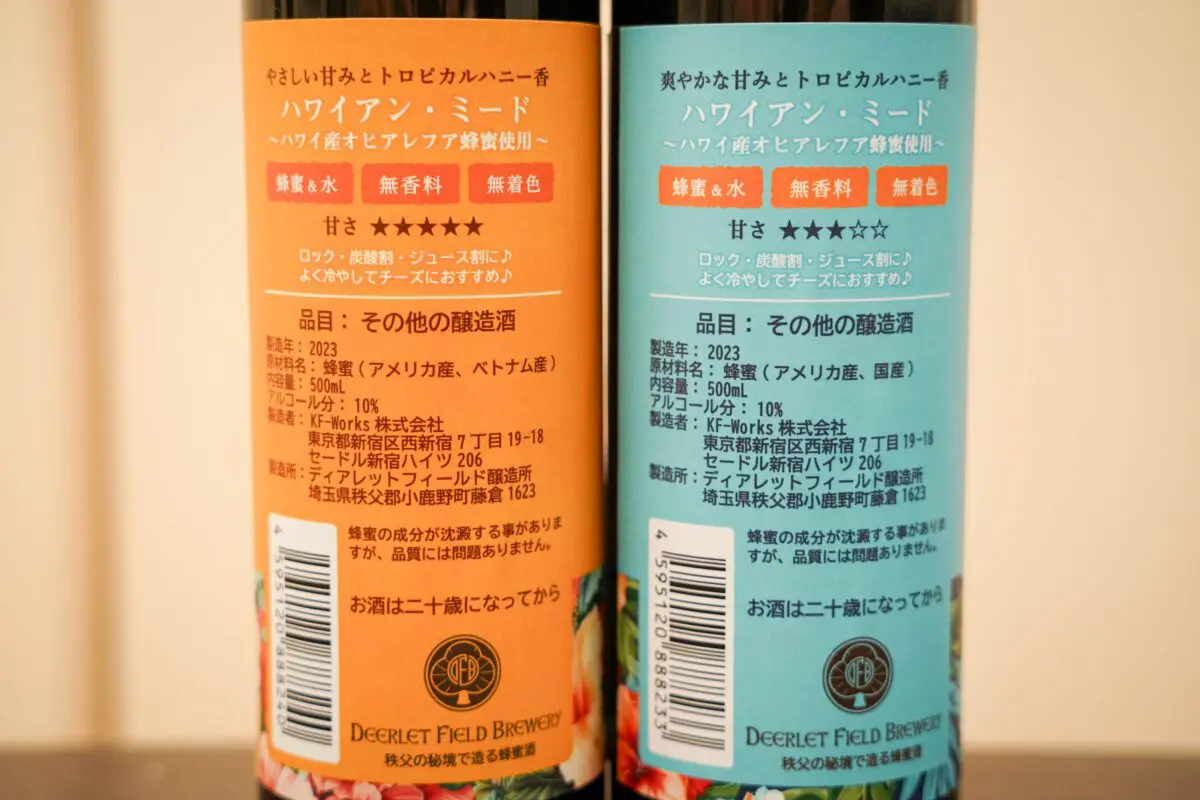 やさしい甘みとトロピカルハニー香
ハワイアン・ミード
~ハワイ産オヒアレフア蜂蜜使用~
蜂蜜&水 無香料 無着色
甘さ ★★★★★
ロック・炭酸割・ジュース割に♪
よく冷やしてチーズにおすすめ♪
品目: その他の醸造酒
製造年: 2023
原材料名: 蜂蜜(アメリカ産、ベトナム産)
内容量: 500mL
アルコール分: 10%
製造者: KF-Works 株式会社
東京都新宿区西新宿7丁目19-18
セードル新宿ハイツ 206
製造所: ディアレットフィールド醸造所
埼玉県秩父郡小鹿野町藤倉1623
蜂蜜の成分が沈澱する事がありま
すが、品質には問題ありません。
お酒は二十歳になってから
4 595120 888240
DFB
DEERLET FIELD BREWERY
秩父の秘境で造る蜂蜜酒
爽やかな甘みとトロピカルハニー香
ハワイアン・ミード
~ハワイ産オヒアレフア蜂蜜使用~
蜂蜜&水 無香料 無着色
甘さ ★★★☆☆
ロック・炭酸割・ジュース割に♪
よく冷やしてチーズにおすすめ♪
品目: その他の醸造酒
製造年: 2023
原材料名: 蜂蜜(アメリカ産、国産)
内容量: 500mL
アルコール分: 10%
製造者: KF-Works 株式会社
東京都新宿区西新宿7丁目19-18
セードル新宿ハイツ 206
製造所: ディアレットフィールド醸造所
埼玉県秩父郡小鹿野町藤倉1623
蜂蜜の成分が沈澱する事がありま
すが、品質には問題ありません。
お酒は二十歳になってから
4 595120 888233
DFB
DEERLET FIELD BREWERY
秩父の秘境で造る蜂蜜酒